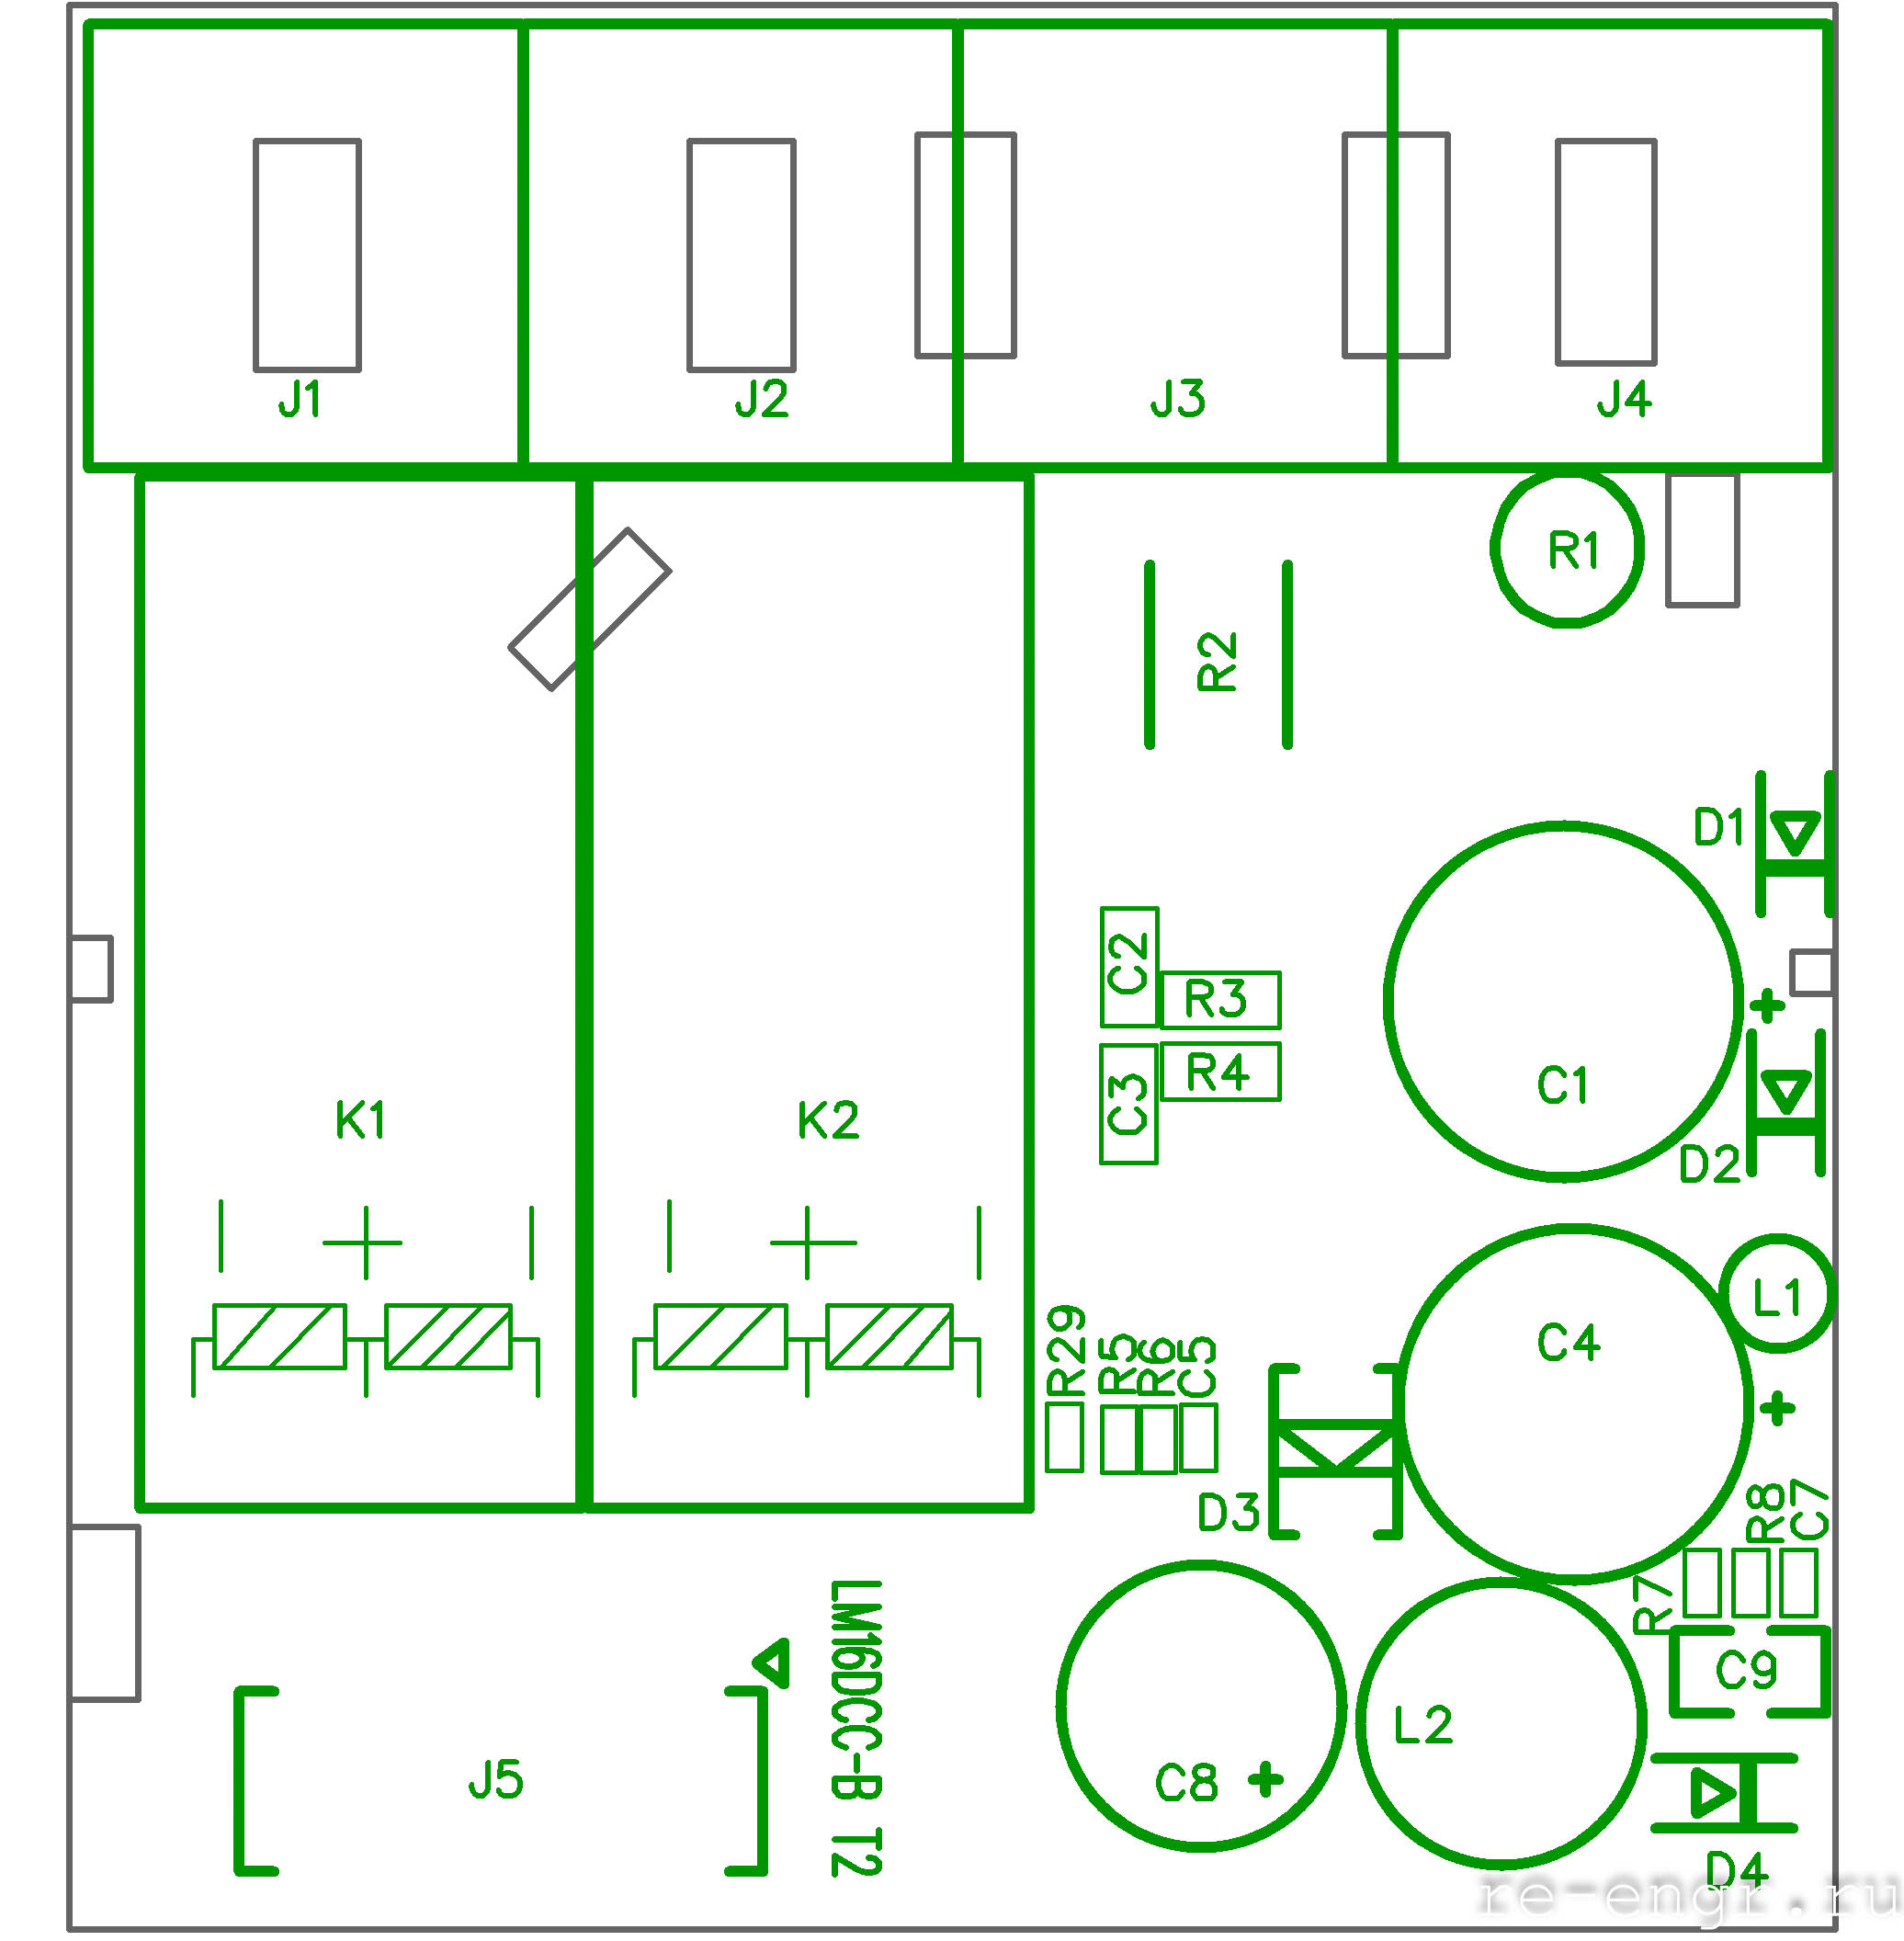 J1
J2
J3
J4
R1
R2
D1
C2
R3
C1
R4
C3
K1
K2
D2
L1
C4
R29
R5
R6
C5
D3
R8
C7
R7
C9
LM16DCC-B T2
L2
J5
C8
D4
re-engr.ru